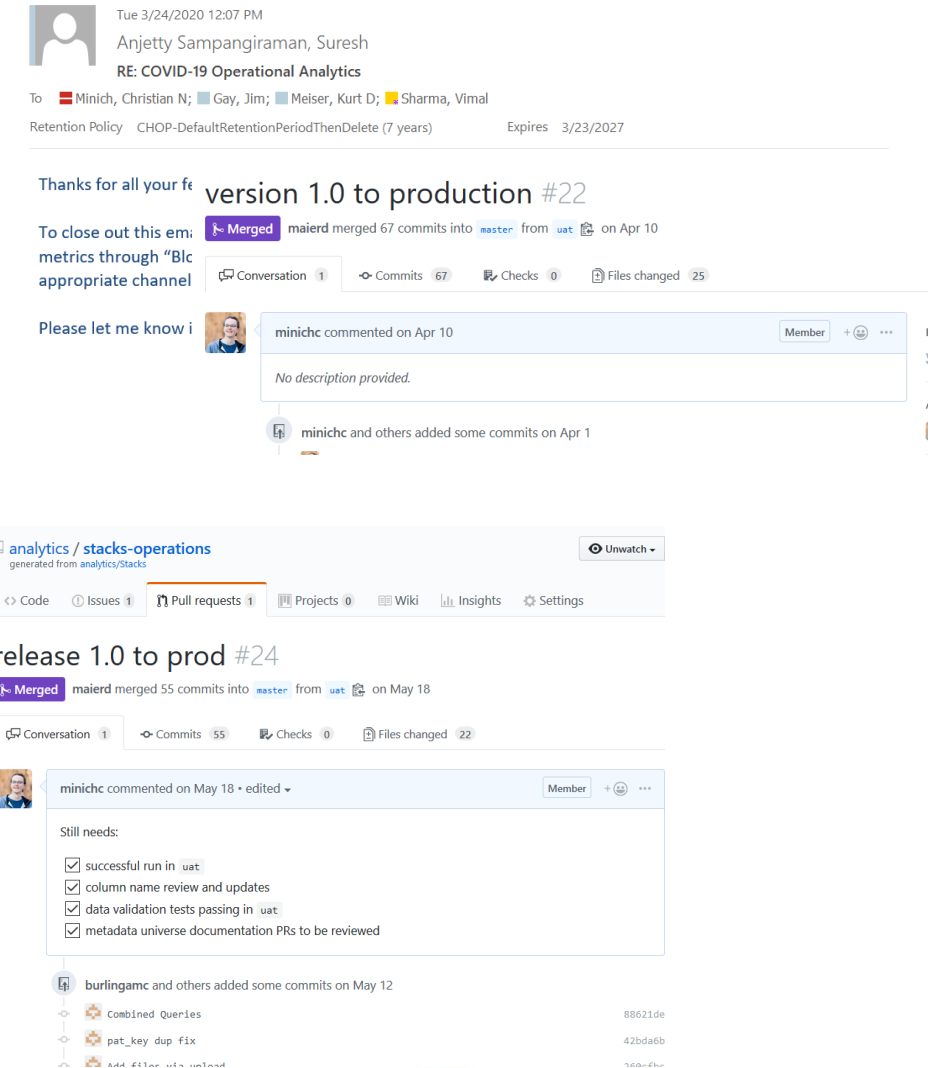 Tue 3/24/2020 12:07 PM
Anjetty Sampangiraman, Suresh
RE: COVID-19 Operational Analytics
To Minich, Christian N; Gay, Jim; Meiser, Kurt D; Sharma, Vimal
Retention Policy CHOP-DefaultRetentionPeriodThenDelete (7 years) Expires 3/23/2027
Thanks for all your
To close out this
metrics through “Blo
appropriate channel
Please let me know i
version 1.0 to production #22
Merged maierd merged 67 commits into master from uat on Apr 10
Conversation 1 Commits 67 Checks 0 Files changed 25
minichc commented on Apr 10 Member
No description provided.
minichc and others added some commits on Apr 1
analytics / stacks-operations
Unwatch
generated from analytics/Stacks
Code Issues 1 Pull requests 1 Projects 0 Wiki Insights Settings
release 1.0 to prod #24
Merged maierd merged 55 commits into master from uat on May 18
Conversation 1 Commits 55 Checks 0 Files changed 22
minichc commented on May 18 • edited Member
Still needs:
successful run in uat
column name review and updates
data validation tests passing in uat
metadata universe documentation PRs to be reviewed
burlingamc and others added some commits on May 12
Combined Queries 88621de
pat_key dup fix 42bda6b
Add files via upload